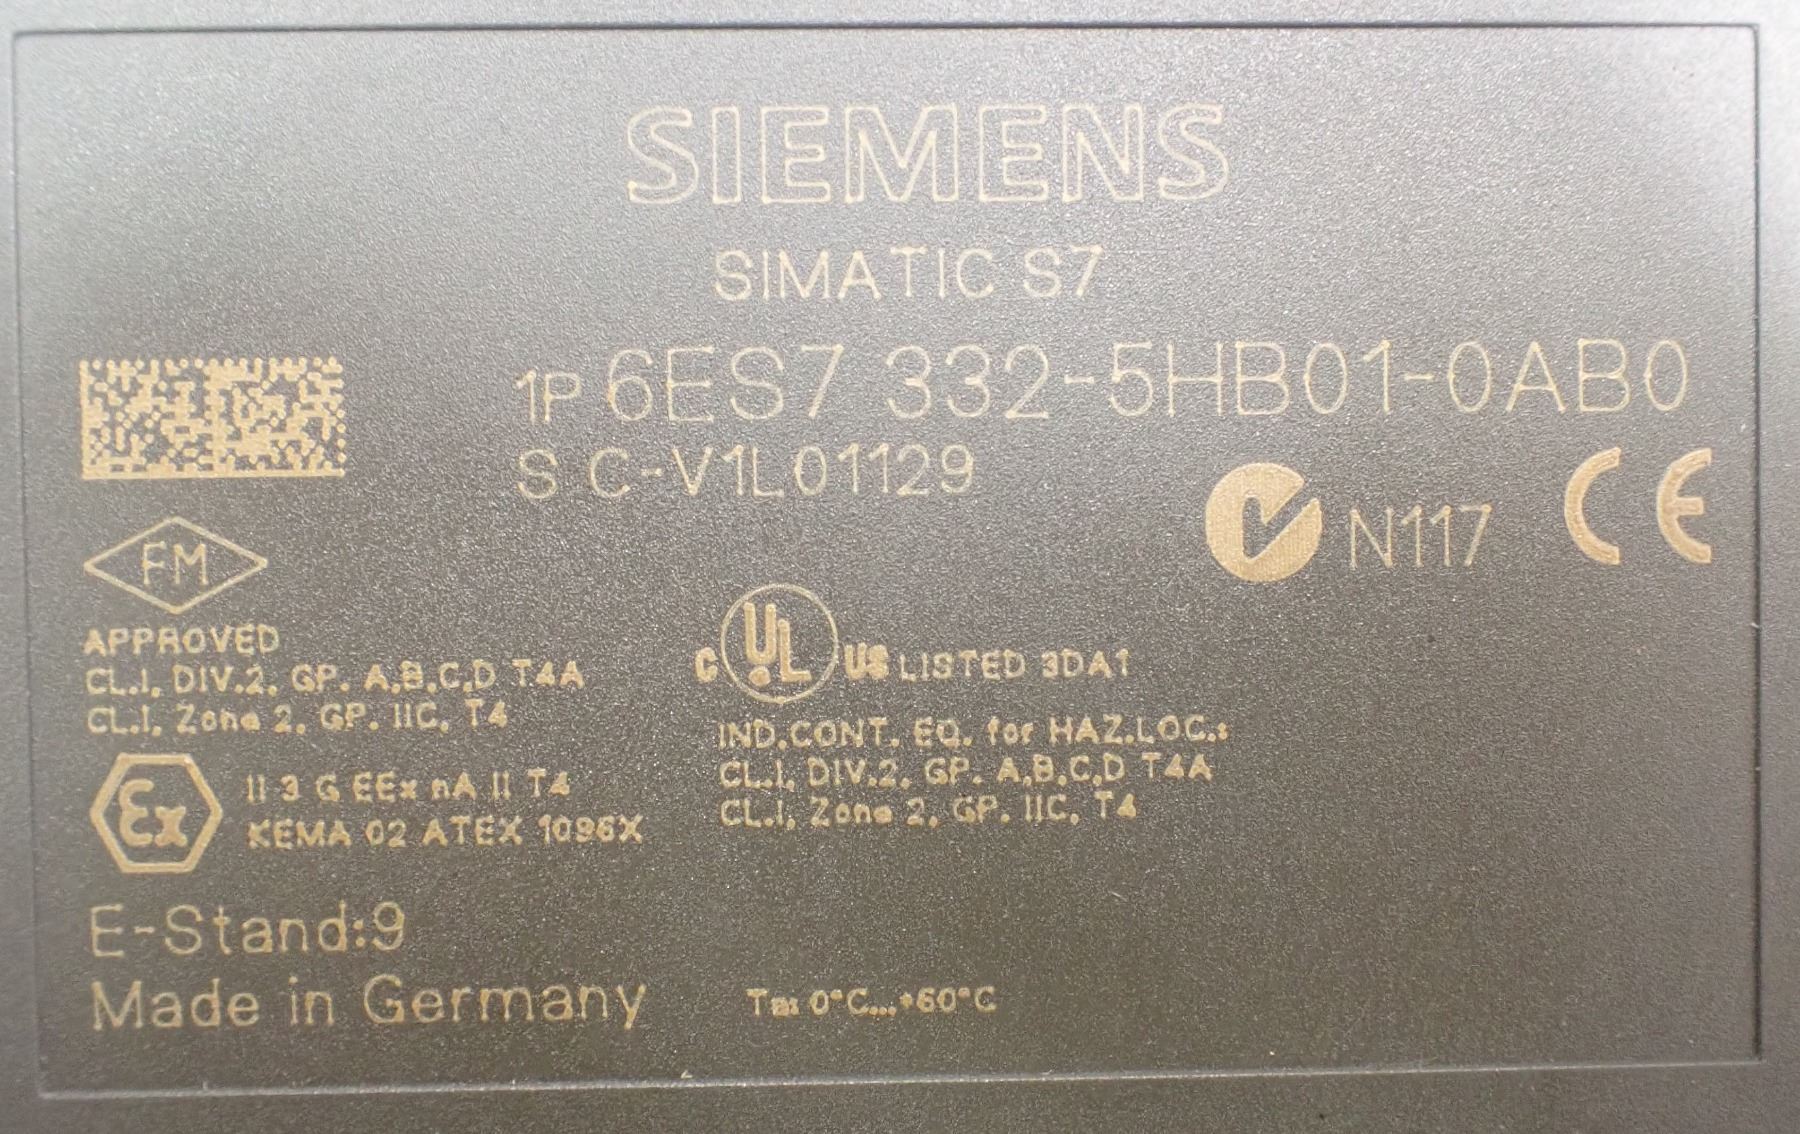 SIEMENS
SIMATIC S7
1P 6ES7 332-5HB01-0AB0
S C-V1L01129
N117 CE
FM
APPROVED
CL.I, DIV.2, GP. A,B,C,D T4A
CL.I, Zone 2, GP. IIC, T4
C UL US LISTED 3DA1
IND.CONT. EQ. for HAZ.LOC.:
CL.I, DIV.2, GP. A,B,C,D T4A
CL.I, Zone 2, GP. IIC, T4
Ex II 3 G EEx nA II T4
KEMA 02 ATEX 1096X
E-Stand:9
Made in Germany
Ta: 0°C...+60°C